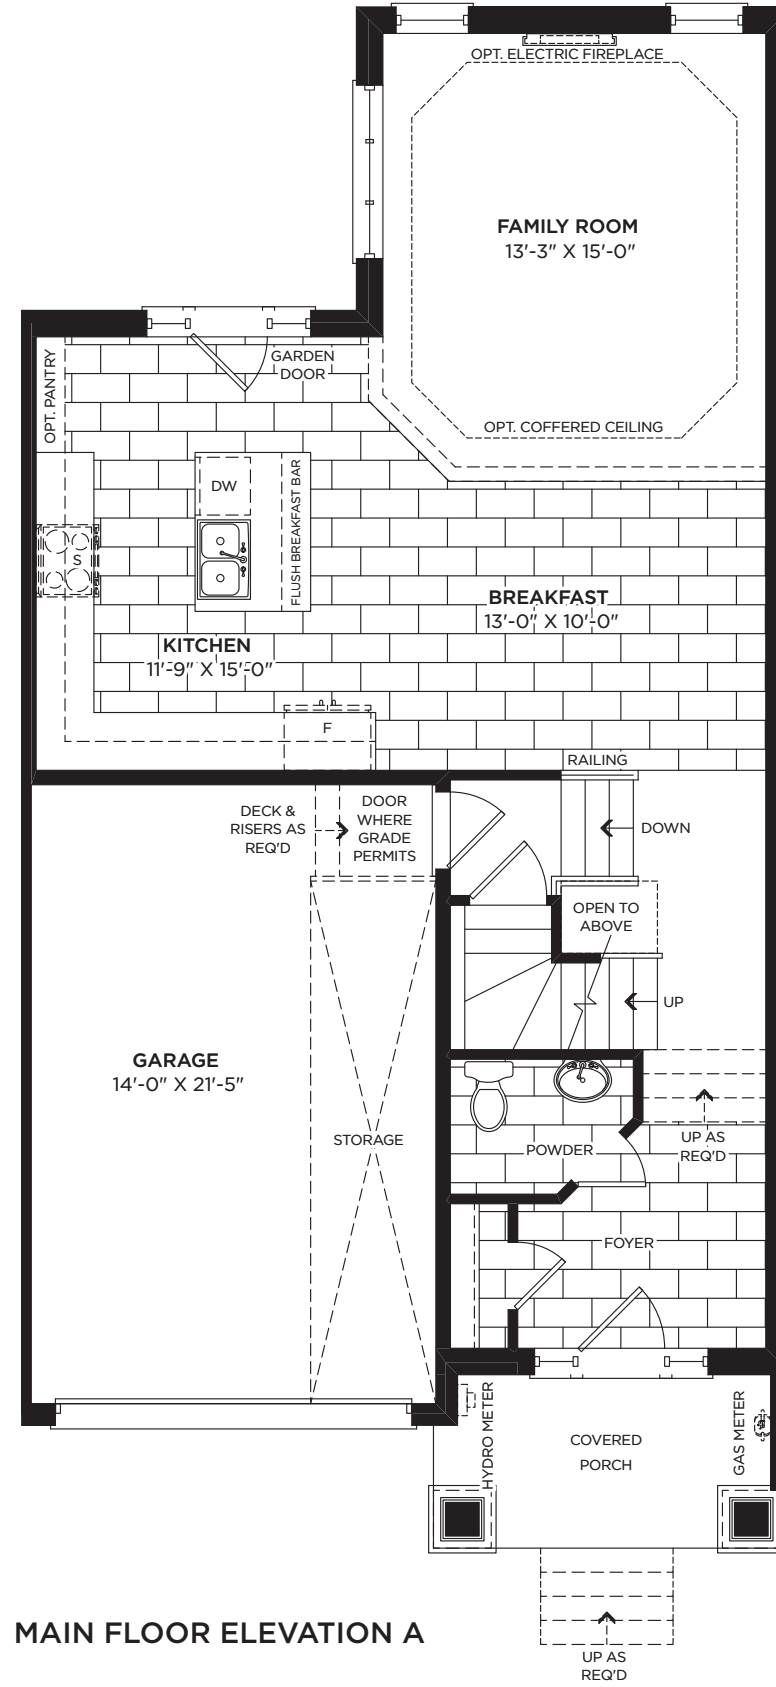 OPT. ELECTRIC FIREPLACE
FAMILY ROOM
13'-3" X 15'-0"
OPT. COFFERED CEILING
GARDEN
DOOR
OPT. PANTRY
DW
FLUSH BREAKFAST BAR
S
BREAKFAST
13'-0" X 10'-0"
KITCHEN
11'-9" X 15'-0"
F
RAILING
DECK &
RISERS AS
REQ'D
DOOR
WHERE
GRADE
PERMITS
DOWN
OPEN TO
ABOVE
UP
GARAGE
14'-0" X 21'-5"
STORAGE
POWDER
UP AS
REQ'D
FOYER
HYDRO METER
COVERED
PORCH
GAS METER
MAIN FLOOR ELEVATION A
UP AS
REQ'D